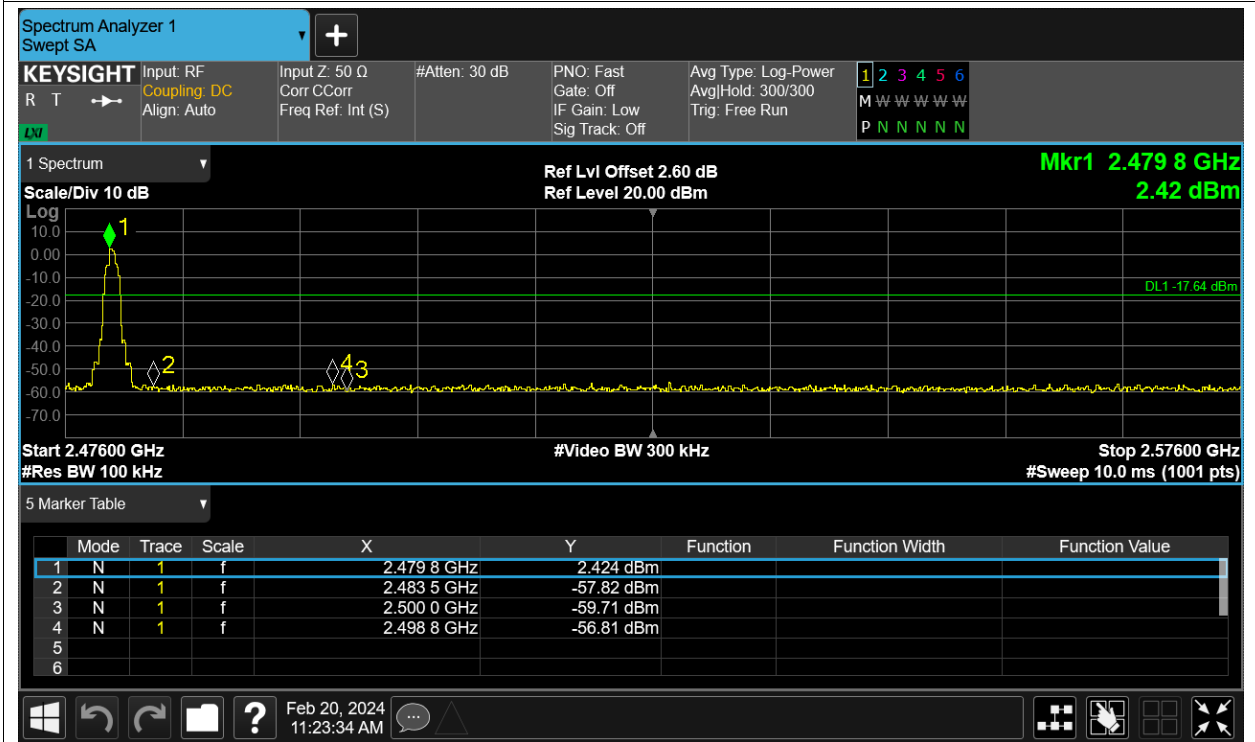 Spectrum Analyzer 1
Swept SA
+
KEYSIGHT Input: RF Input Z: 50 Ω #Atten: 30 dB PNO: Fast Avg Type: Log-Power 1 2 3 4 5 6
R T Coupling: DC Corr CCorr Gate: Off Avg|Hold: 300/300 M W W W W W W
Align: Auto Freq Ref: Int (S) IF Gain: Low Trig: Free Run
LXI Sig Track: Off P N N N N N N
1 Spectrum Ref Lvl Offset 2.60 dB Mkr1 2.479 8 GHz
Scale/Div 10 dB Ref Level 20.00 dBm 2.42 dBm
Log
10.0 1
0.00
-10.0
DL1 -17.64 dBm
-20.0
-30.0
-40.0
-50.0 2 4 3
-60.0
-70.0
Start 2.47600 GHz #Video BW 300 kHz Stop 2.57600 GHz
#Res BW 100 kHz #Sweep 10.0 ms (1001 pts)
5 Marker Table
Mode Trace Scale X Y Function Function Width Function Value
1 N 1 f 2.479 8 GHz 2.424 dBm
2 N 1 f 2.483 5 GHz -57.82 dBm
3 N 1 f 2.500 0 GHz -59.71 dBm
4 N 1 f 2.498 8 GHz -56.81 dBm
5
6
? Feb 20, 2024
11:23:34 AM